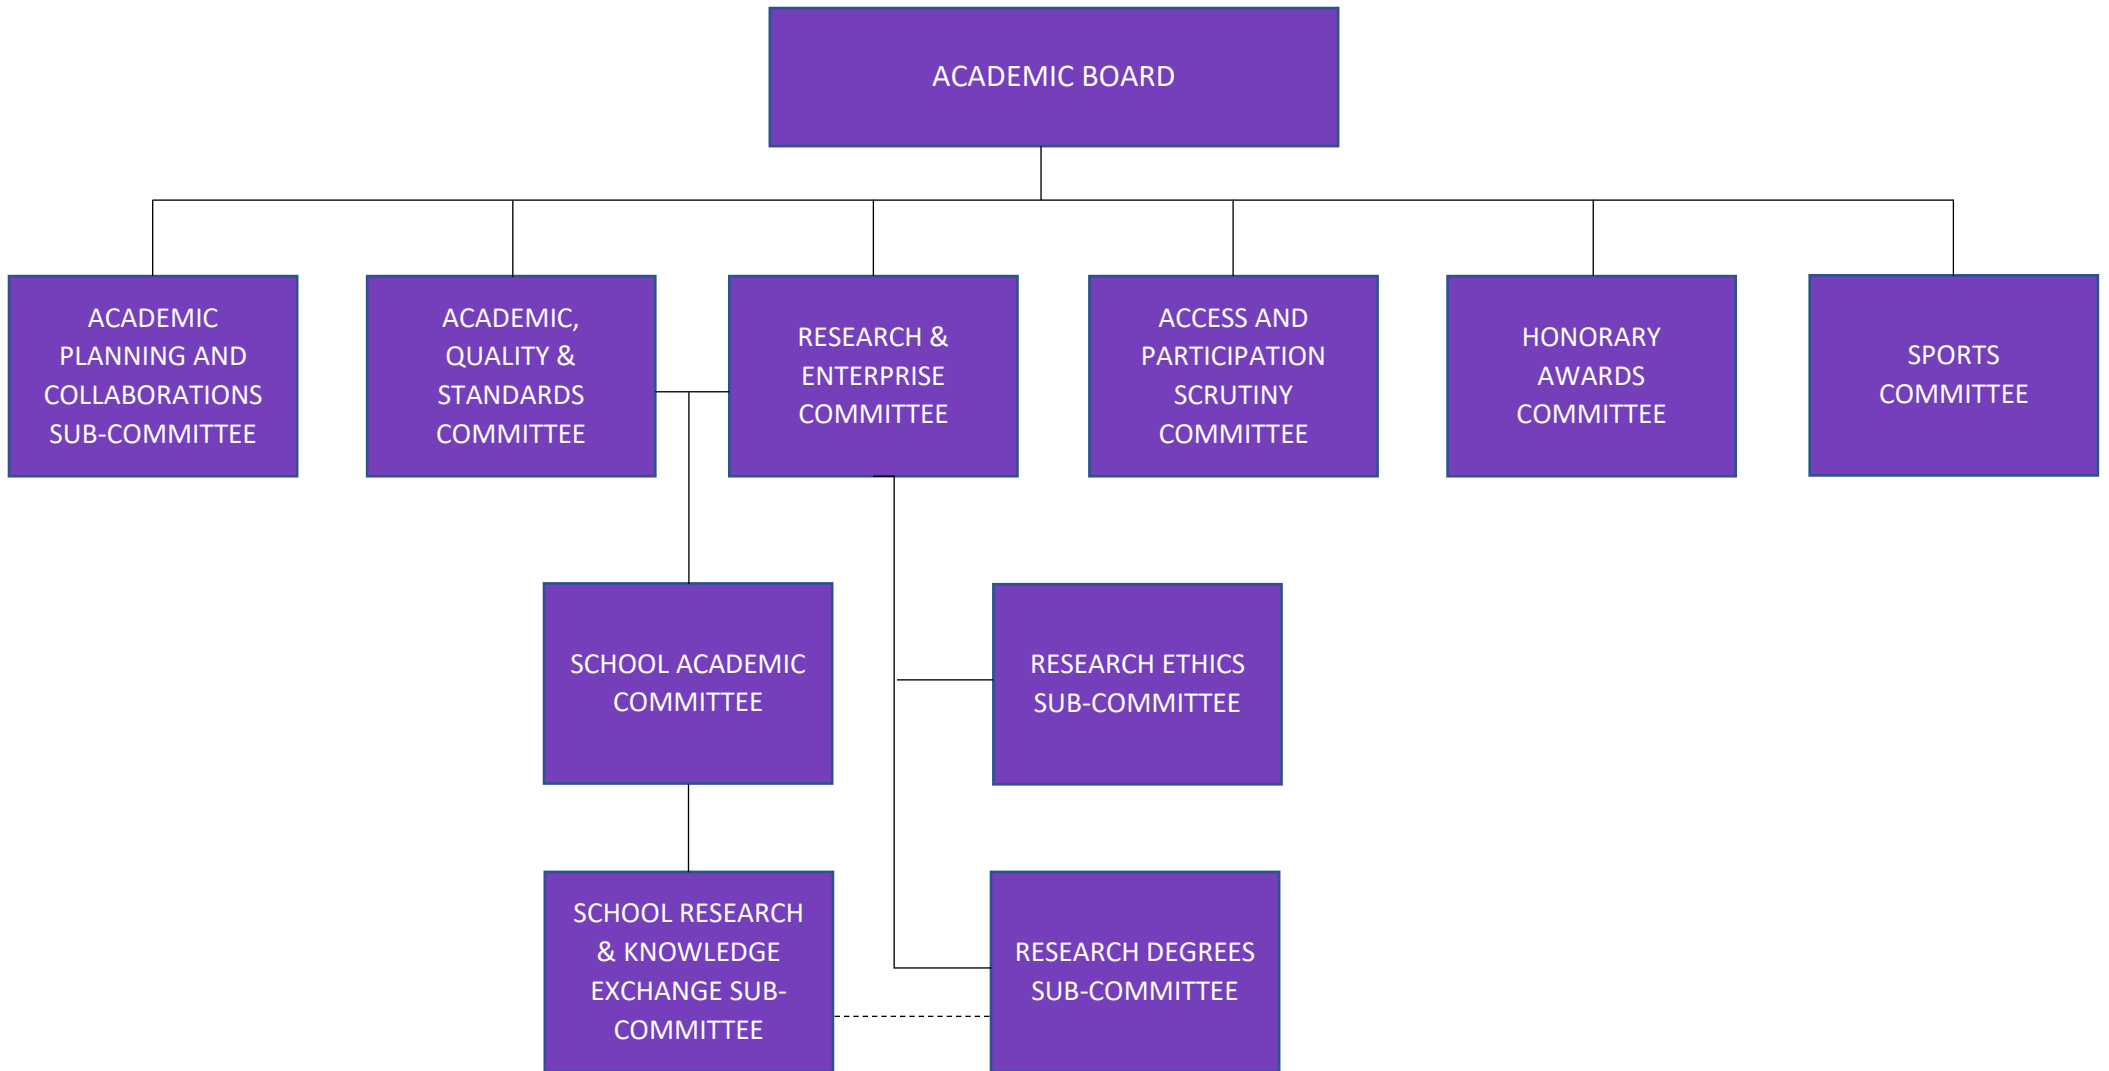 ACADEMIC BOARD
ACADEMIC
PLANNING AND
COLLABORATIONS
SUB-COMMITTEE
ACADEMIC,
QUALITY &
STANDARDS
COMMITTEE
RESEARCH &
ENTERPRISE
COMMITTEE
ACCESS AND
PARTICIPATION
SCRUTINY
COMMITTEE
HONORARY
AWARDS
COMMITTEE
SPORTS
COMMITTEE
SCHOOL ACADEMIC
COMMITTEE
RESEARCH ETHICS
SUB-COMMITTEE
SCHOOL RESEARCH
& KNOWLEDGE
EXCHANGE SUB-
COMMITTEE
RESEARCH DEGREES
SUB-COMMITTEE